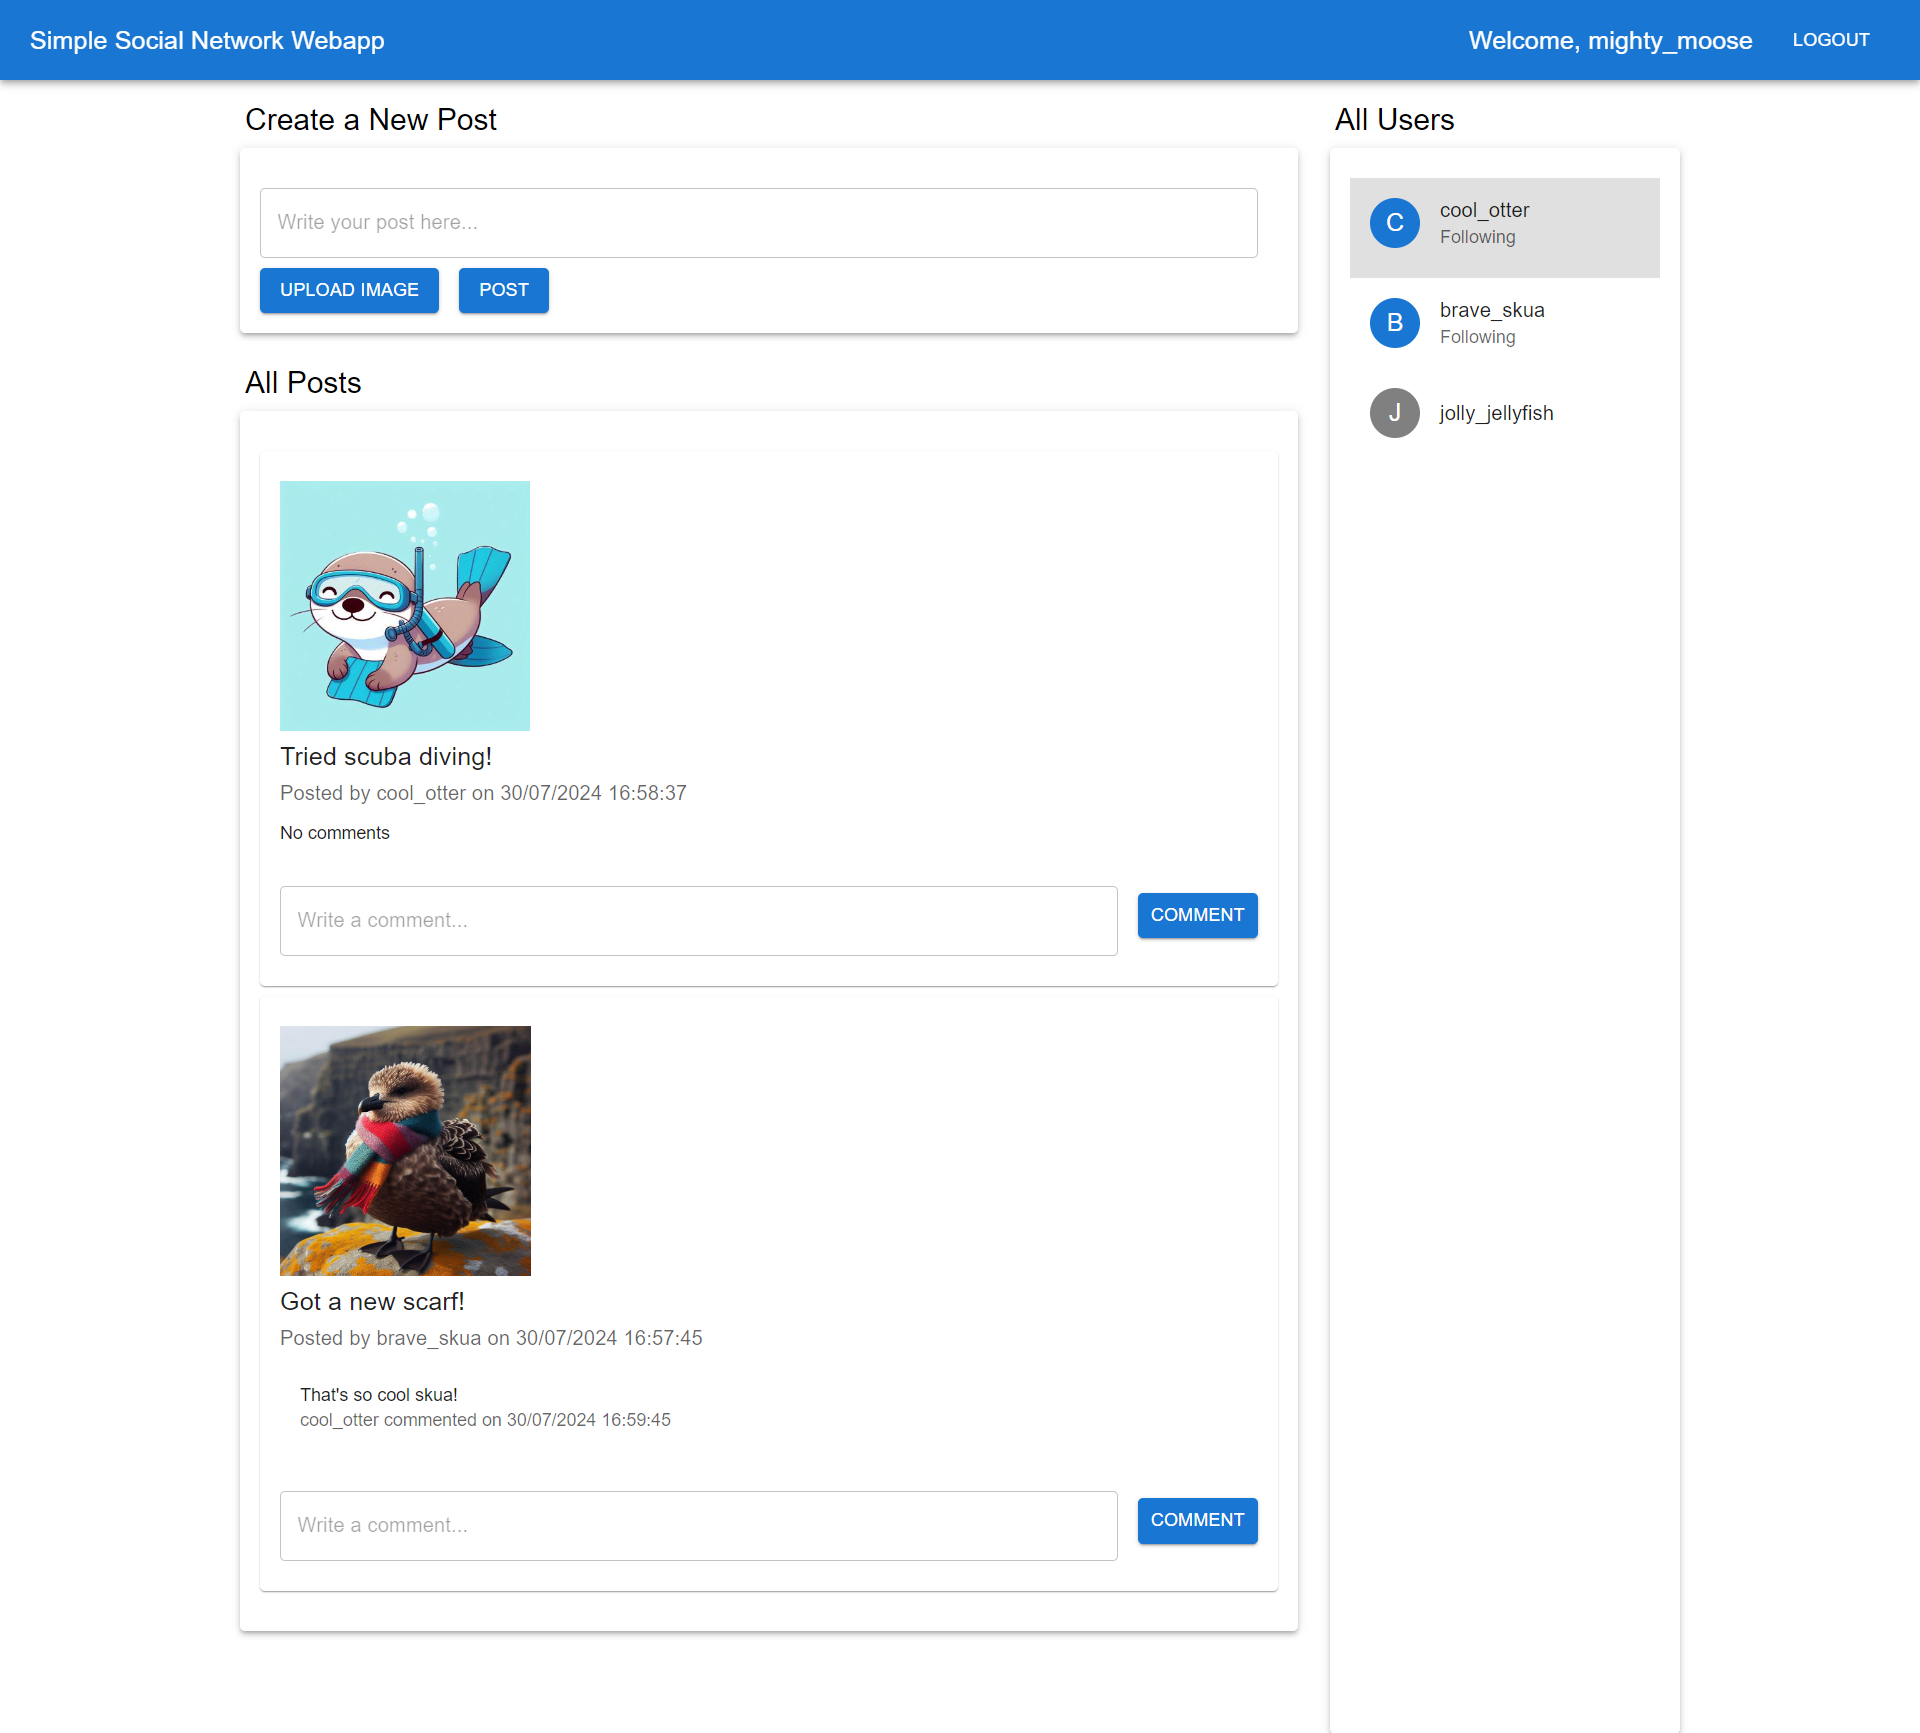 Simple Social Network Webapp
Welcome, mighty_moose
LOGOUT
Create a New Post
Write your post here...
UPLOAD IMAGE
POST
All Posts
Tried scuba diving!
Posted by cool_otter on 30/07/2024 16:58:37
No comments
Write a comment...
COMMENT
Got a new scarf!
Posted by brave_skua on 30/07/2024 16:57:45
That's so cool skua!
cool_otter commented on 30/07/2024 16:59:45
Write a comment...
COMMENT
All Users
C
cool_otter
Following
B
brave_skua
Following
J
jolly_jellyfish